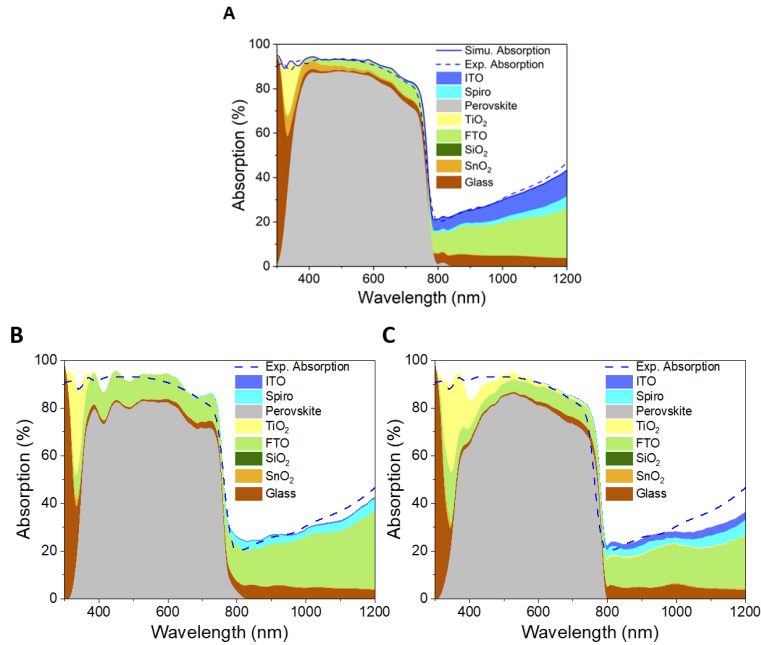 A
100
80
60
40
20
0
Absorption (%)
400
600
800
1000
1200
Wavelength (nm)
Simu. Absorption
Exp. Absorption
ITO
Spiro
Perovskite
TiO₂
FTO
SiO₂
SnO₂
Glass
B
100
80
60
40
20
0
Absorption (%)
400
600
800
1000
1200
Wavelength (nm)
Exp. Absorption
ITO
Spiro
Perovskite
TiO₂
FTO
SiO₂
SnO₂
Glass
C
100
80
60
40
20
0
Absorption (%)
400
600
800
1000
1200
Wavelength (nm)
Exp. Absorption
ITO
Spiro
Perovskite
TiO₂
FTO
SiO₂
SnO₂
Glass